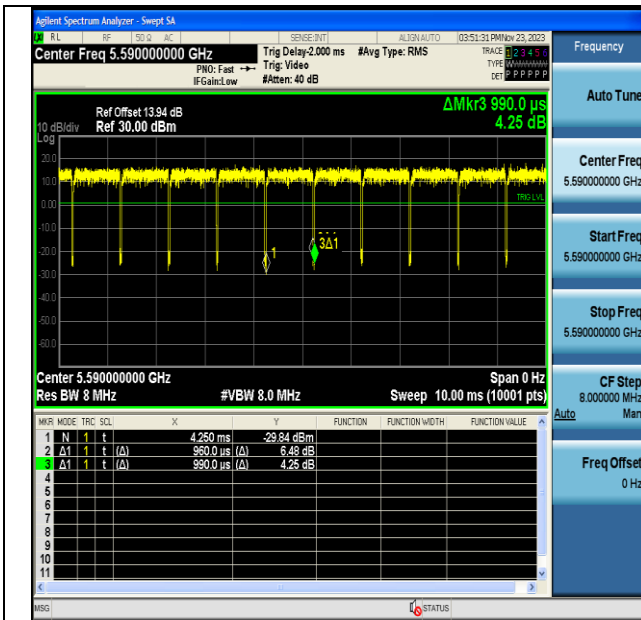 Agilent Spectrum Analyzer - Swept SA
RL RF 50 Ω AC SENSE:INT ALIGN AUTO 03:51:31 PM Nov 23, 2023
Center Freq 5.590000000 GHz
PNO: Fast
IFGain:Low
Trig Delay-2.000 ms
Trig: Video
#Atten: 40 dB
#Avg Type: RMS
TRACE 1 2 3 4 5 6
TYPE
DET P P P P P P
Ref Offset 13.94 dB
10 dB/div Ref 30.00 dBm
Log
ΔMkr3 990.0 µs
4.25 dB
20.0
10.0
0.00
TRIG LVL
-10.0
-20.0
1
3Δ1
-30.0
-40.0
-50.0
-60.0
Center 5.590000000 GHz Span 0 Hz
Res BW 8 MHz #VBW 8.0 MHz Sweep 10.00 ms (10001 pts)
MKR MODE TRC SCL X Y FUNCTION FUNCTION WIDTH FUNCTION VALUE
1 N 1 t 4.250 ms -29.84 dBm
2 Δ1 1 t (Δ) 960.0 µs (Δ) 6.48 dB
3 Δ1 1 t (Δ) 990.0 µs (Δ) 4.25 dB
4
5
6
7
8
9
10
11
MSG STATUS
Frequency
Auto Tune
Center Freq
5.590000000 GHz
Start Freq
5.590000000 GHz
Stop Freq
5.590000000 GHz
CF Step
8.000000 MHz
Auto Man
Freq Offset
0 Hz